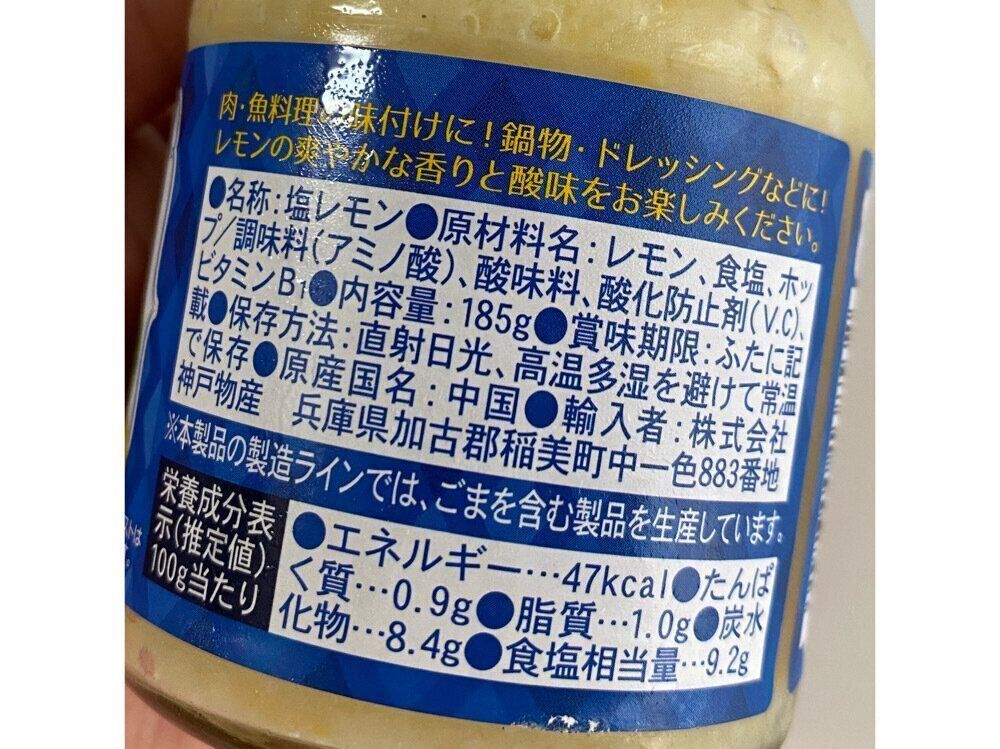 肉・魚料理の味付けに!鍋物・ドレッシングなどに!
レモンの爽やかな香りと酸味をお楽しみください。
●名称:塩レモン●原材料名:レモン、食塩、ホッ
プ/調味料(アミノ酸)、酸味料、酸化防止剤(V.C)、
ビタミンB₁●内容量:185g●賞味期限:ふたに記
載●保存方法:直射日光、高温多湿を避けて常温
で保存●原産国名:中国●輸入者:株式会社
神戸物産 兵庫県加古郡稲美町中一色883番地
※本製品の製造ラインでは、ごまを含む製品を生産しています。
栄養成分表
示(推定値)
100g当たり
●エネルギー…47kcal●たんぱ
く質…0.9g●脂質…1.0g●炭水
化物…8.4g●食塩相当量…9.2g